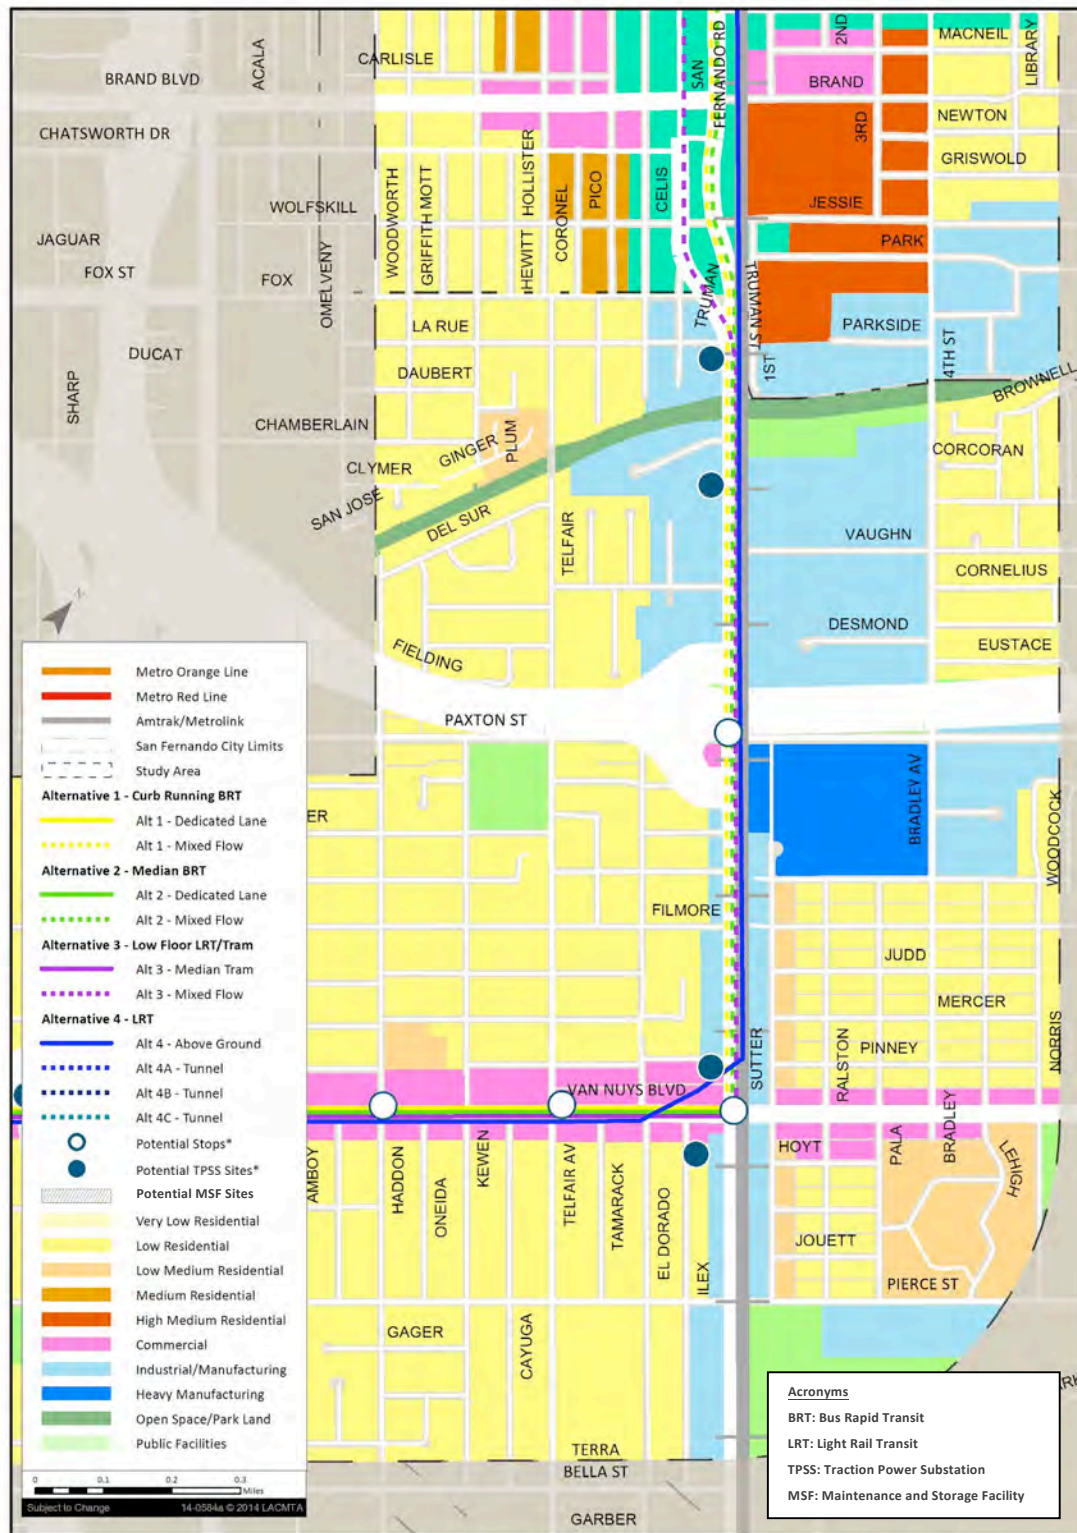 CARLISLE
BRAND BLVD
ACALA
SAN
FERNANDO RD
2ND
MACNEIL
LIBRARY
BRAND
CHATSWORTH DR
3RD
NEWTON
GRISWOLD
WOODWORTH
GRIFFITH MOTT
HEWITT
HOLLISTER
CORONEL
PICO
CELIS
JESSIE
WOLFSKILL
JAGUAR
FOX ST
FOX
OMELVENY
PARK
TRUMAN
TRUMAN ST
LA RUE
PARKSIDE
DUCAT
DAUBERT
1ST
4TH ST
SHARP
BROWNELL
CHAMBERLAIN
PLUM
GINGER
CLYMER
CORCORAN
SAN JOSE
DEL SUR
TELFAIR
VAUGHN
CORNELIUS
Z
DESMOND
EUSTACE
FIELDING
PAXTON ST
BRADLEY AV
WOODCOCK
ER
FILMORE
JUDD
MERCER
NORRIS
SUTTER
RALSTON
PINNEY
VAN NUYS BLVD
AMBOY
HADDON
ONEIDA
KEWEN
TELFAIR AV
TAMARACK
EL DORADO
ILEX
HOYT
PALA
BRADLEY
LEHIGH
JOUETT
PIERCE ST
GAGER
CAYUGA
TERRA
BELLA ST
GARBER
ARK
Metro Orange Line
Metro Red Line
Amtrak/Metrolink
San Fernando City Limits
Study Area
Alternative 1 - Curb Running BRT
Alt 1 - Dedicated Lane
Alt 1 - Mixed Flow
Alternative 2 - Median BRT
Alt 2 - Dedicated Lane
Alt 2 - Mixed Flow
Alternative 3 - Low Floor LRT/Tram
Alt 3 - Median Tram
Alt 3 - Mixed Flow
Alternative 4 - LRT
Alt 4 - Above Ground
Alt 4A - Tunnel
Alt 4B - Tunnel
Alt 4C - Tunnel
Potential Stops*
Potential TPSS Sites*
Potential MSF Sites
Very Low Residential
Low Residential
Low Medium Residential
Medium Residential
High Medium Residential
Commercial
Industrial/Manufacturing
Heavy Manufacturing
Open Space/Park Land
Public Facilities
0 0.1 0.2 0.3
Miles
Subject to Change 14-0584a © 2014 LACMTA
Acronyms
BRT: Bus Rapid Transit
LRT: Light Rail Transit
TPSS: Traction Power Substation
MSF: Maintenance and Storage Facility